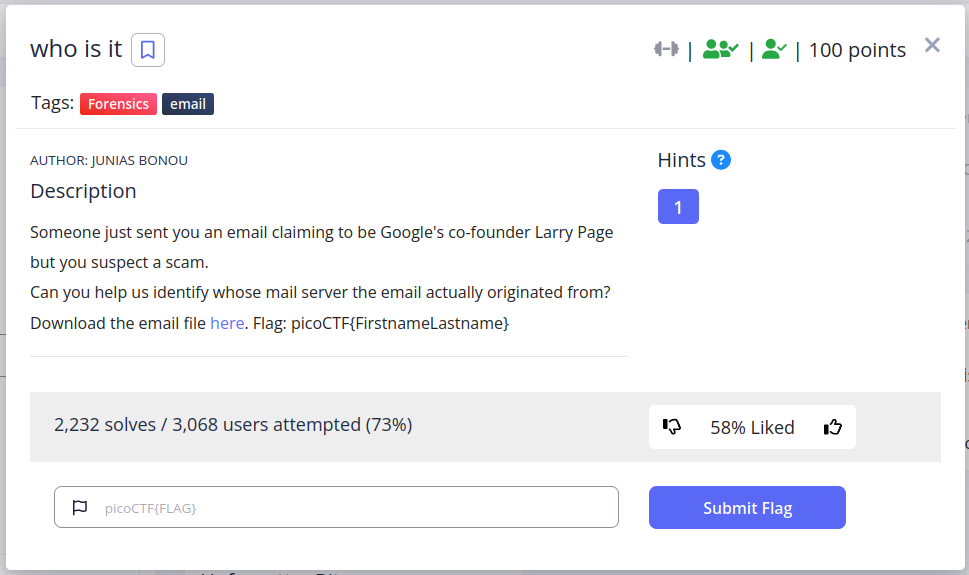 who is it
| | | 100 points
Tags: Forensics email
AUTHOR: JUNIAS BONOU
Hints ?
Description
1
Someone just sent you an email claiming to be Google's co-founder Larry Page
but you suspect a scam.
Can you help us identify whose mail server the email actually originated from?
Download the email file here. Flag: picoCTF{FirstnameLastname}
2,232 solves / 3,068 users attempted (73%)
58% Liked
picoCTF{FLAG}
Submit Flag